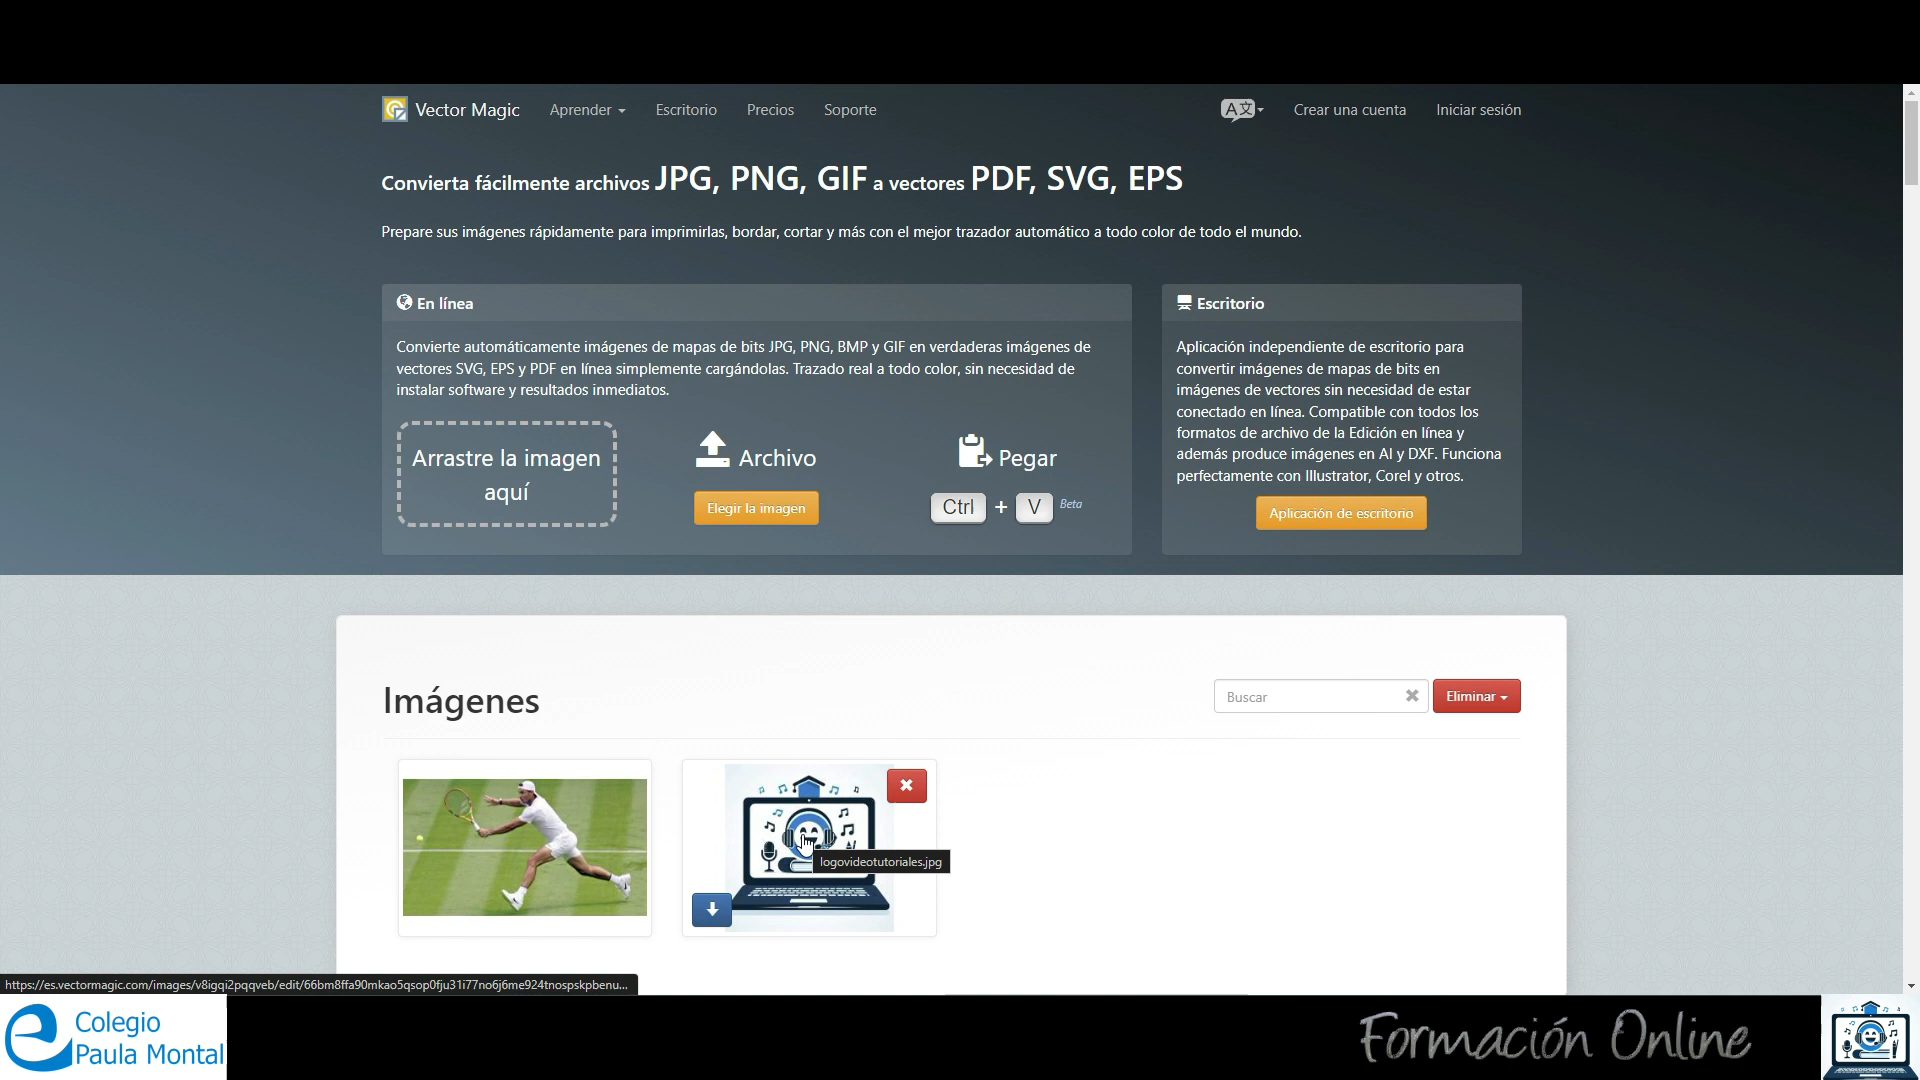 Vector Magic
Aprender
Escritorio
Precios
Soporte
A文
Crear una cuenta
Iniciar sesión
Convierta fácilmente archivos JPG, PNG, GIF a vectores PDF, SVG, EPS
Prepare sus imágenes rápidamente para imprimirlas, bordar, cortar y más con el mejor trazador automático a todo color de todo el mundo.
En línea
Convierte automáticamente imágenes de mapas de bits JPG, PNG, BMP y GIF en verdaderas imágenes de
vectores SVG, EPS y PDF en línea simplemente cargándolas. Trazado real a todo color, sin necesidad de
instalar software y resultados inmediatos.
Arrastre la imagen
aquí
Archivo
Elegir la imagen
Pegar
Ctrl + V Beta
Escritorio
Aplicación independiente de escritorio para
convertir imágenes de mapas de bits en
imágenes de vectores sin necesidad de estar
conectado en línea. Compatible con todos los
formatos de archivo de la Edición en línea y
además produce imágenes en AI y DXF. Funciona
perfectamente con Illustrator, Corel y otros.
Aplicación de escritorio
Imágenes
Buscar
Eliminar
logovideotutoriales.jpg
https://es.vectormagic.com/images/v8igqi2pqqveb/edit/66bm8ffa90mkao5qsop0fju31i77no6j6me924tnospskpbenu...
Colegio
Paula Montal
Formación Online